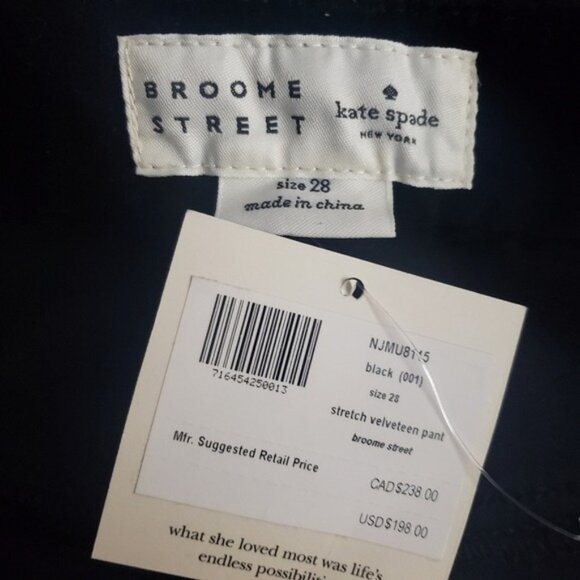 BROOME
STREET
kate spade
NEW YORK
size 28
made in china
716454250013
NJMU8115
black (001)
size 28
stretch velveteen pant
broome street
Mfr. Suggested Retail Price
CAD$238.00
USD$198.00
what she loved most was life's
endless